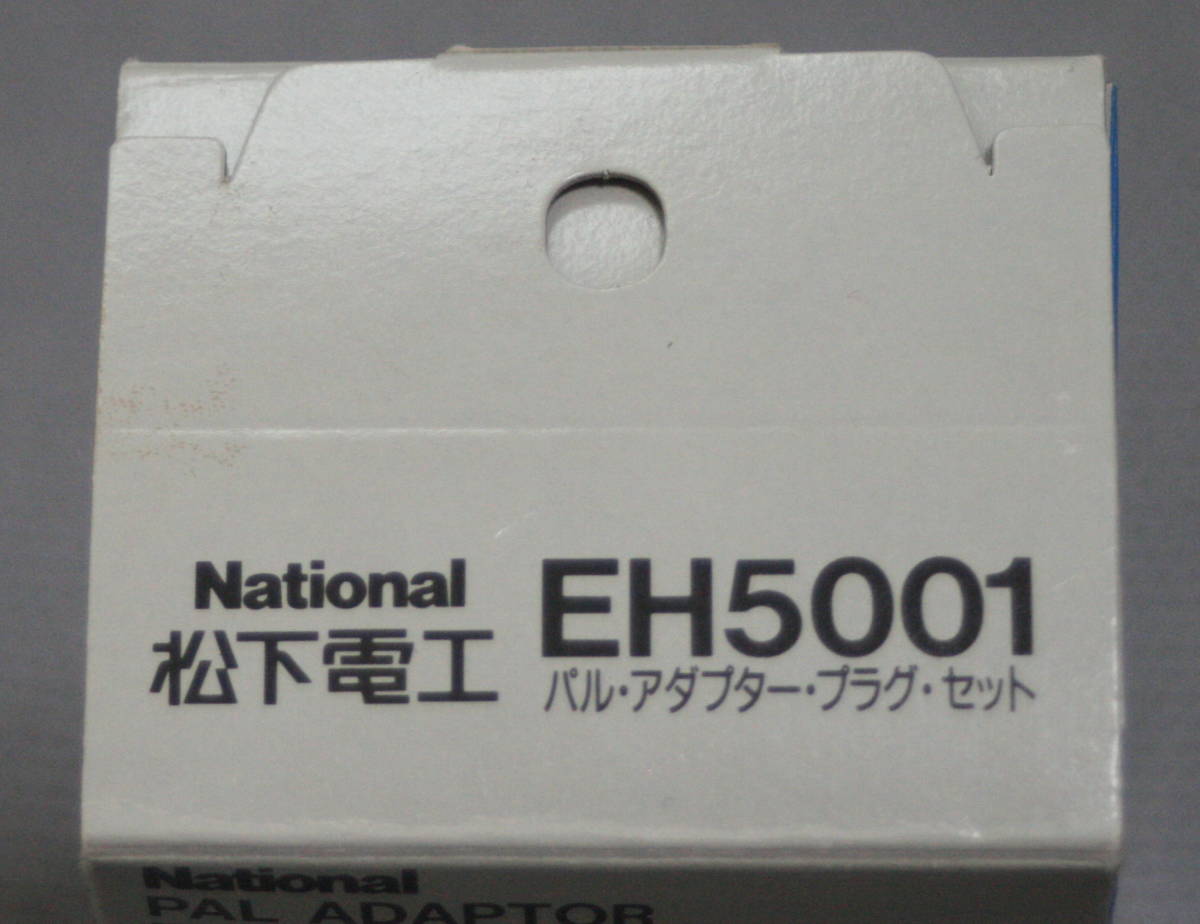 National
松下電工
EH5001
パル・アダプター・プラグ・セット
National
PAL ADAPTOR